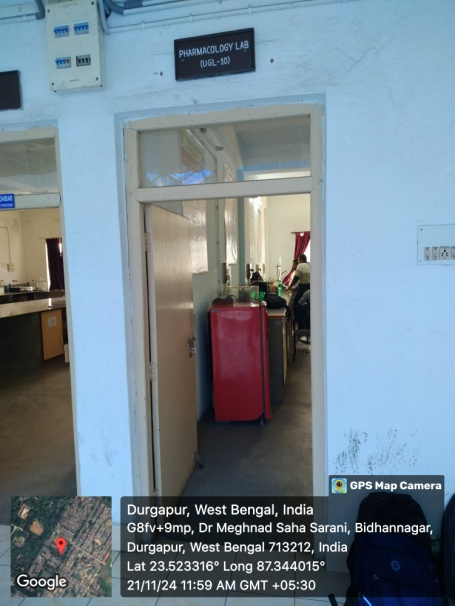 PHARMACOLOGY LAB
(UGL-10)
GPS Map Camera
Durgapur, West Bengal, India
G8fv+9mp, Dr Meghnad Saha Sarani, Bidhannagar,
Durgapur, West Bengal 713212, India
Lat 23.523316° Long 87.344015°
21/11/24 11:59 AM GMT +05:30
Google